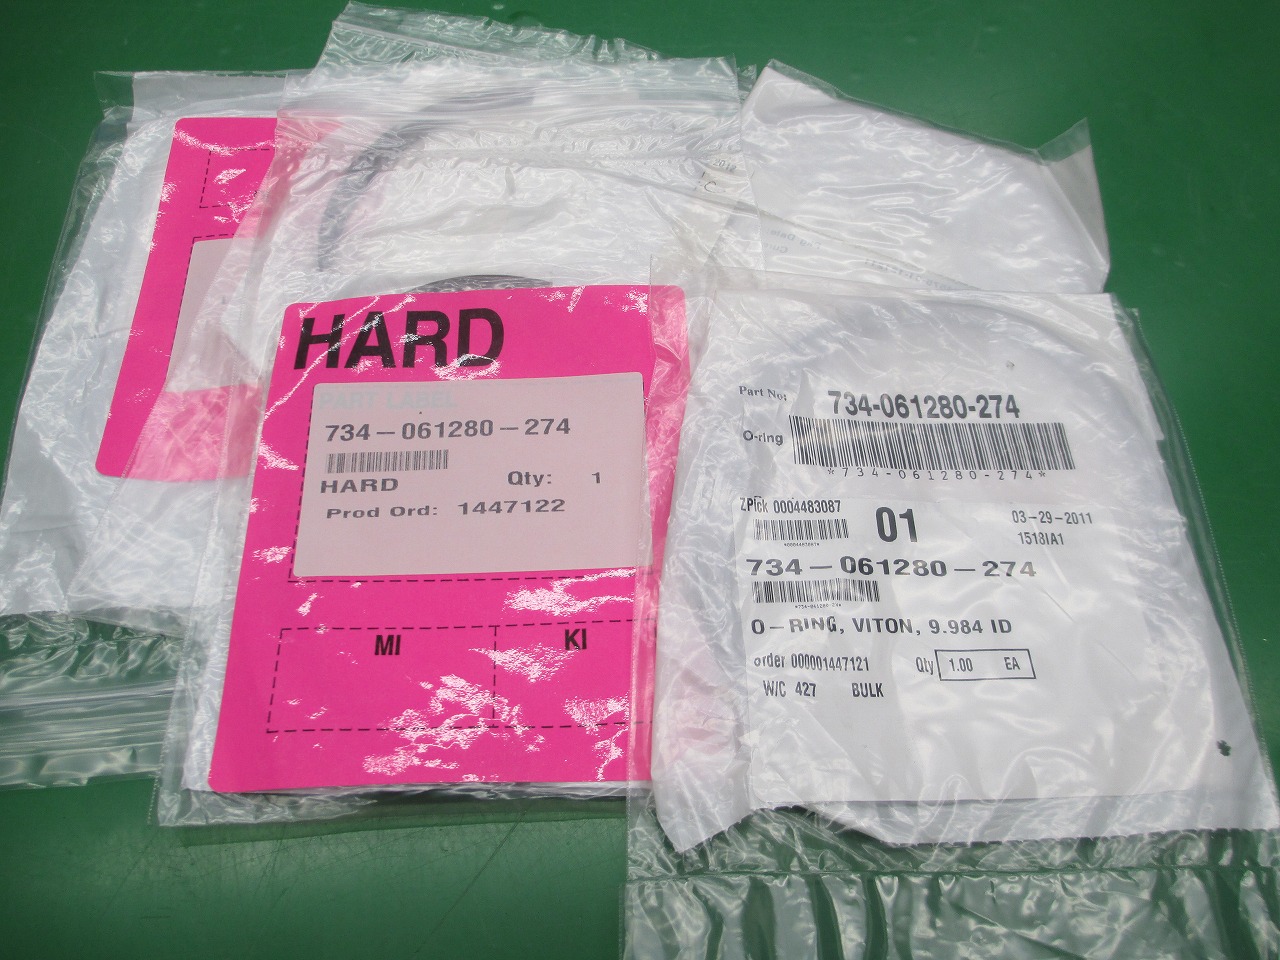 HARD
PART LABEL
734-061280-274
HARD Qty: 1
Prod Ord: 1447122
MI KI
Part No: 734-061280-274
O-ring
*734-061280-274*
ZPick 0004483087 01 03-29-2011
1518IA1
734-061280-274
O-RING, VITON, 9.984 ID
order 000001447121 Qty 1.00 EA
W/C 427 BULK